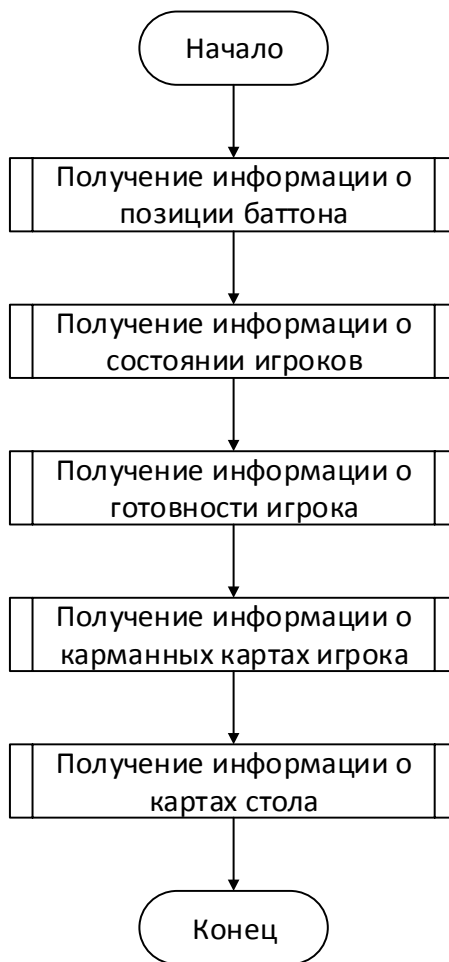 Начало
Получение информации о
позиции баттона
Получение информации о
состоянии игроков
Получение информации о
готовности игрока
Получение информации о
карманных картах игрока
Получение информации о
картах стола
Конец